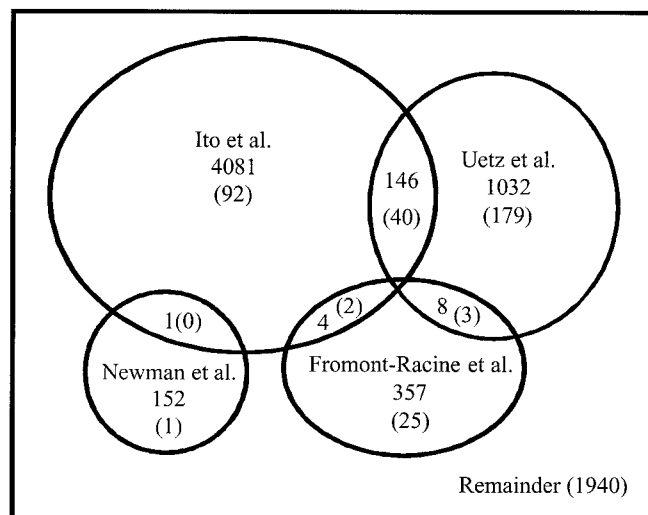 Ito et al.
4081
(92)
Uetz et al.
1032
(179)
146
(40)
1(0)
4 (2)
8 (3)
Newman et al.
152
(1)
Fromont-Racine et al.
357
(25)
Remainder (1940)